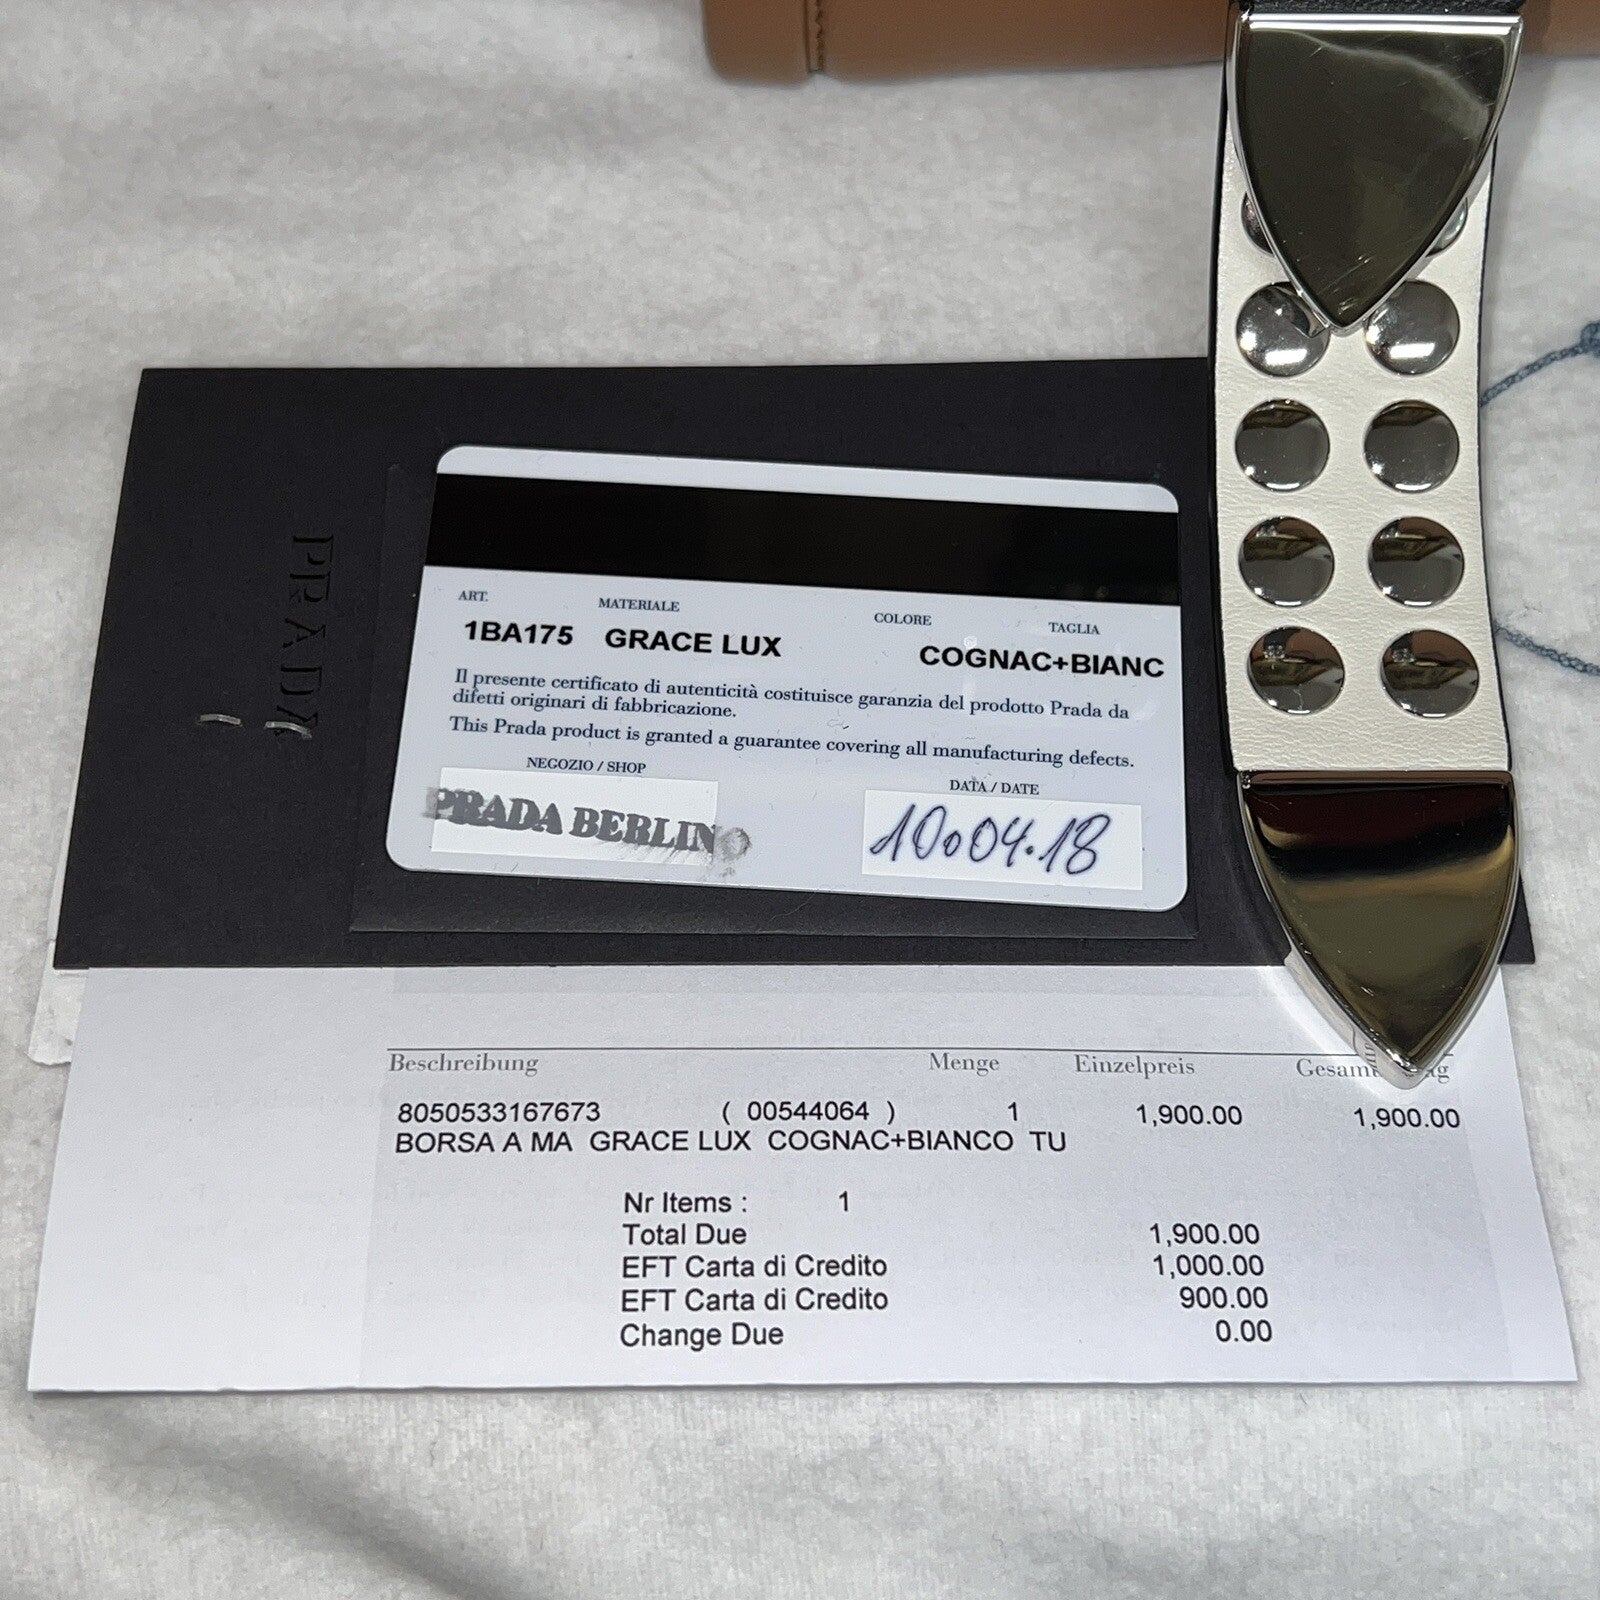 PRADA
ART. MATERIALE COLORE TAGLIA
1BA175 GRACE LUX COGNAC+BIANC
Il presente certificato di autenticità costituisce garanzia del prodotto Prada da
difetti originari di fabbricazione.
This Prada product is granted a guarantee covering all manufacturing defects.
NEGOZIO / SHOP DATA / DATE
PRADA BERLINO 10.04.18
Beschreibung Menge Einzelpreis
8050533167673 ( 00544064 ) 1 1,900.00 1,900.00
BORSA A MA GRACE LUX COGNAC+BIANCO TU
Nr Items : 1
Total Due 1,900.00
EFT Carta di Credito 1,000.00
EFT Carta di Credito 900.00
Change Due 0.00